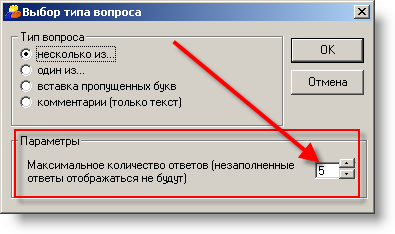 Выбор типа вопроса
Тип вопроса
несколько из...
один из...
вставка пропущенных букв
комментарии (только текст)
OK
Отмена
Параметры
Максимальное количество ответов (незаполненные
ответы отображаться не будут)
5